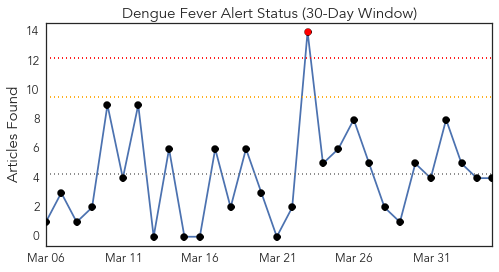 Dengue Fever Alert Status (30-Day Window)
Articles Found
14
12
10
8
6
4
2
0
Mar 06 Mar 11 Mar 16 Mar 21 Mar 26 Mar 31